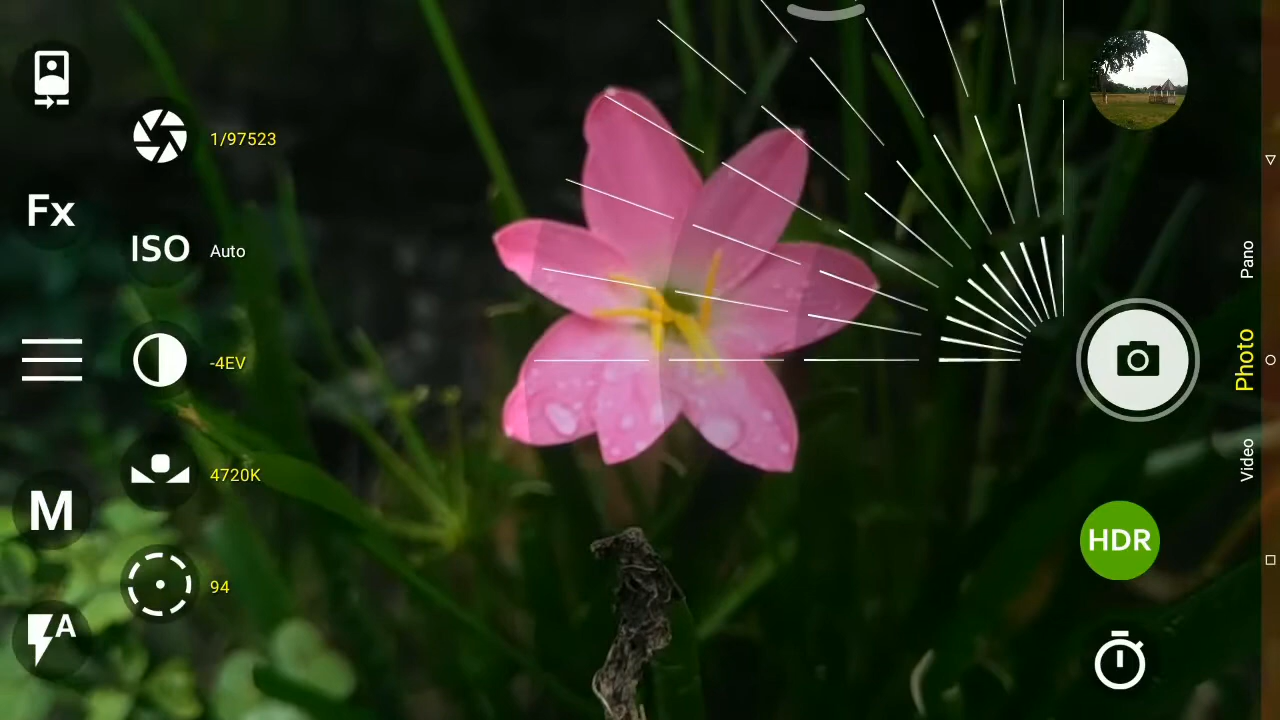 1/97523
Fx
ISO
Auto
-4EV
4720K
M
94
A
Pano
Photo
Video
HDR